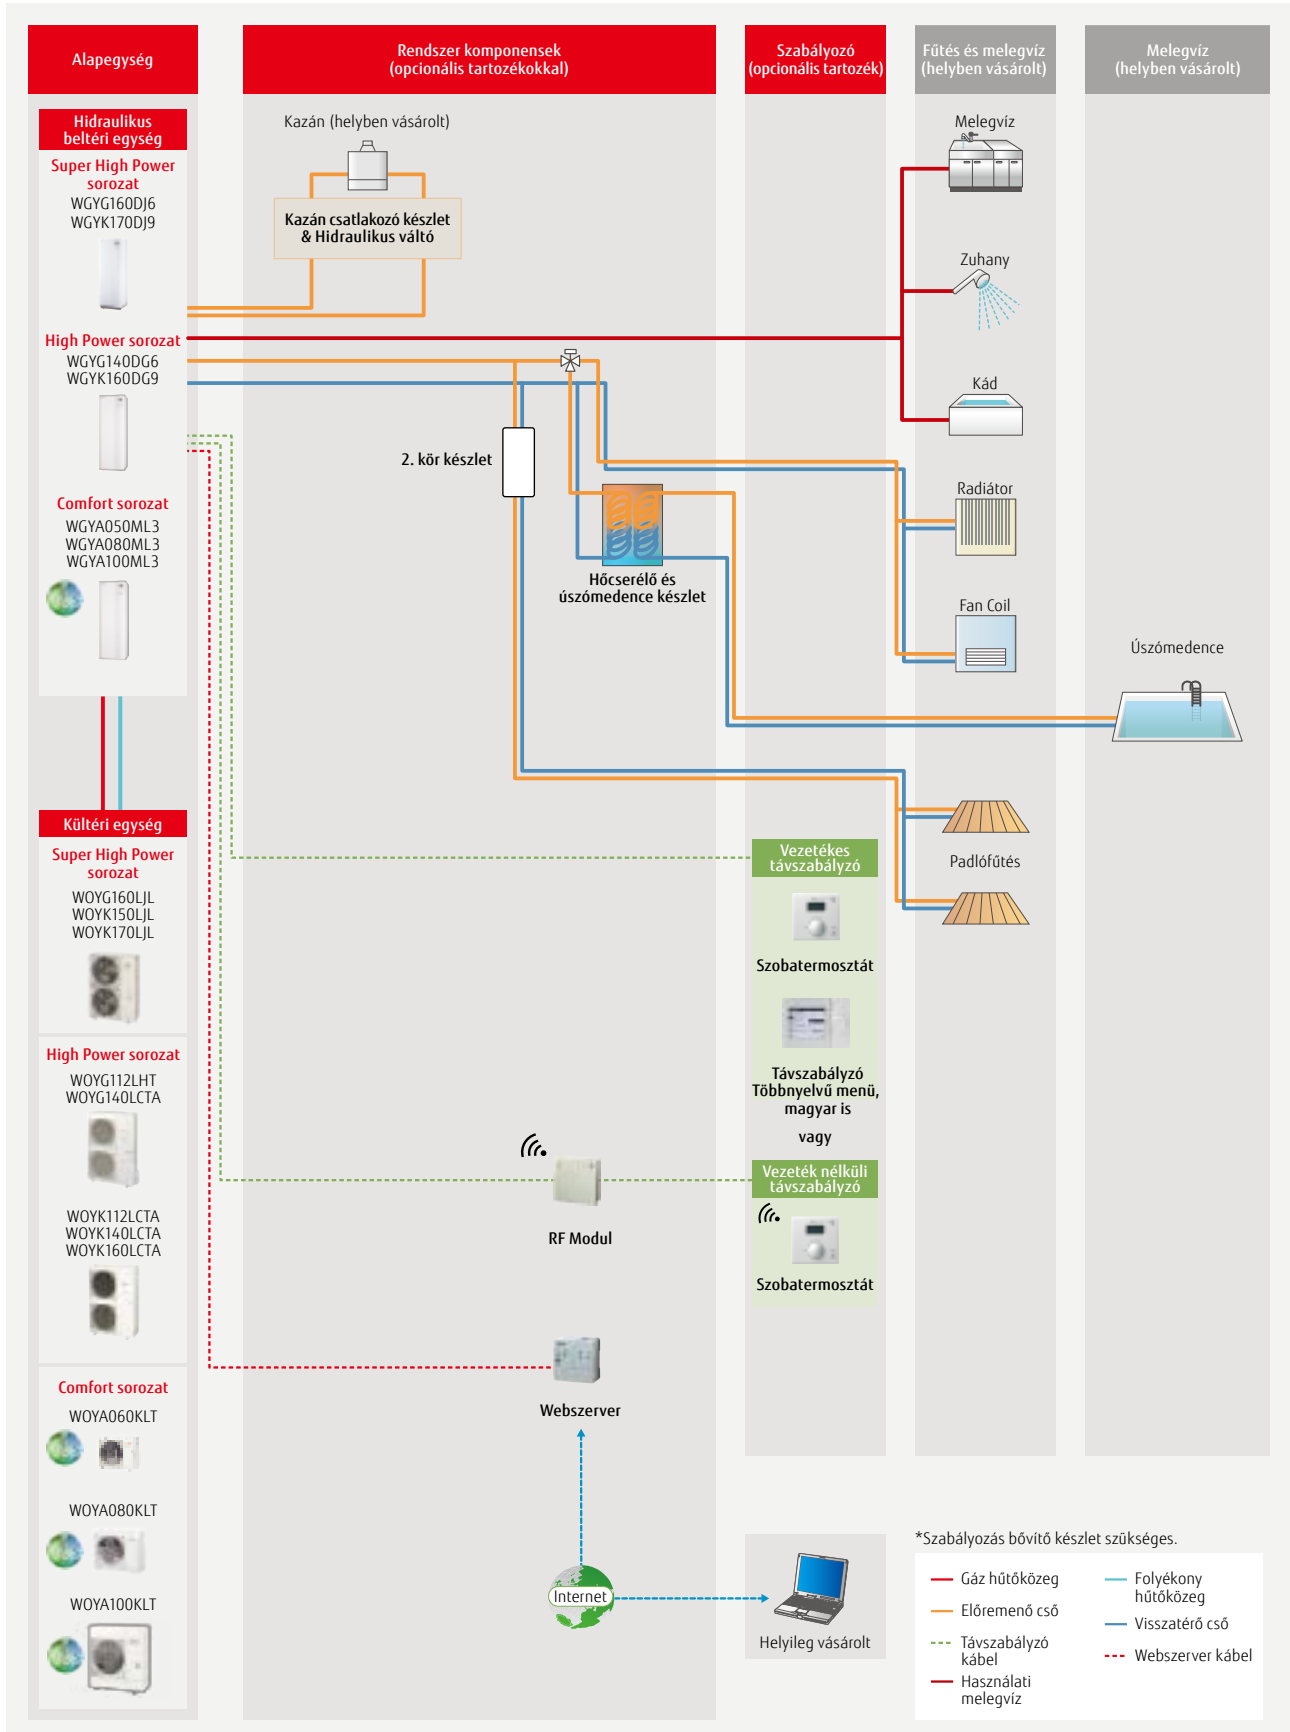 Alapegység
Rendszer komponensek
(opcionális tartozékokkal)
Szabályozó
(opcionális tartozék)
Fűtés és melegvíz
(helyben vásárolt)
Melegvíz
(helyben vásárolt)
Hidraulikus
beltéri egység
Super High Power
sorozat
WGYG160DJ6
WGYK170DJ9
High Power sorozat
WGYG140DG6
WGYK160DG9
Comfort sorozat
WGYA050ML3
WGYA080ML3
WGYA100ML3
Kültéri egység
Super High Power
sorozat
WOYG160LJL
WOYK150LJL
WOYK170LJL
High Power sorozat
WOYG112LHT
WOYG140LCTA
WOYK112LCTA
WOYK140LCTA
WOYK160LCTA
Comfort sorozat
WOYA060KLT
WOYA080KLT
WOYA100KLT
Kazán (helyben vásárolt)
Kazán csatlakozó készlet
& Hidraulikus váltó
2. kör készlet
Hőcserélő és
úszómedence készlet
RF Modul
Webszerver
Internet
Vezetékes
távszabályzó
Szobatermosztát
Távszabályzó
Többnyelvű menü,
magyar is
vagy
Vezeték nélküli
távszabályzó
Szobatermosztát
Helyileg vásárolt
Melegvíz
Zuhany
Kád
Radiátor
Fan Coil
Padlófűtés
Úszómedence
*Szabályozás bővítő készlet szükséges.
Gáz hűtőközeg
Előremenő cső
Távszabályzó
kábel
Használati
melegvíz
Folyékony
hűtőközeg
Visszatérő cső
Webszerver kábel